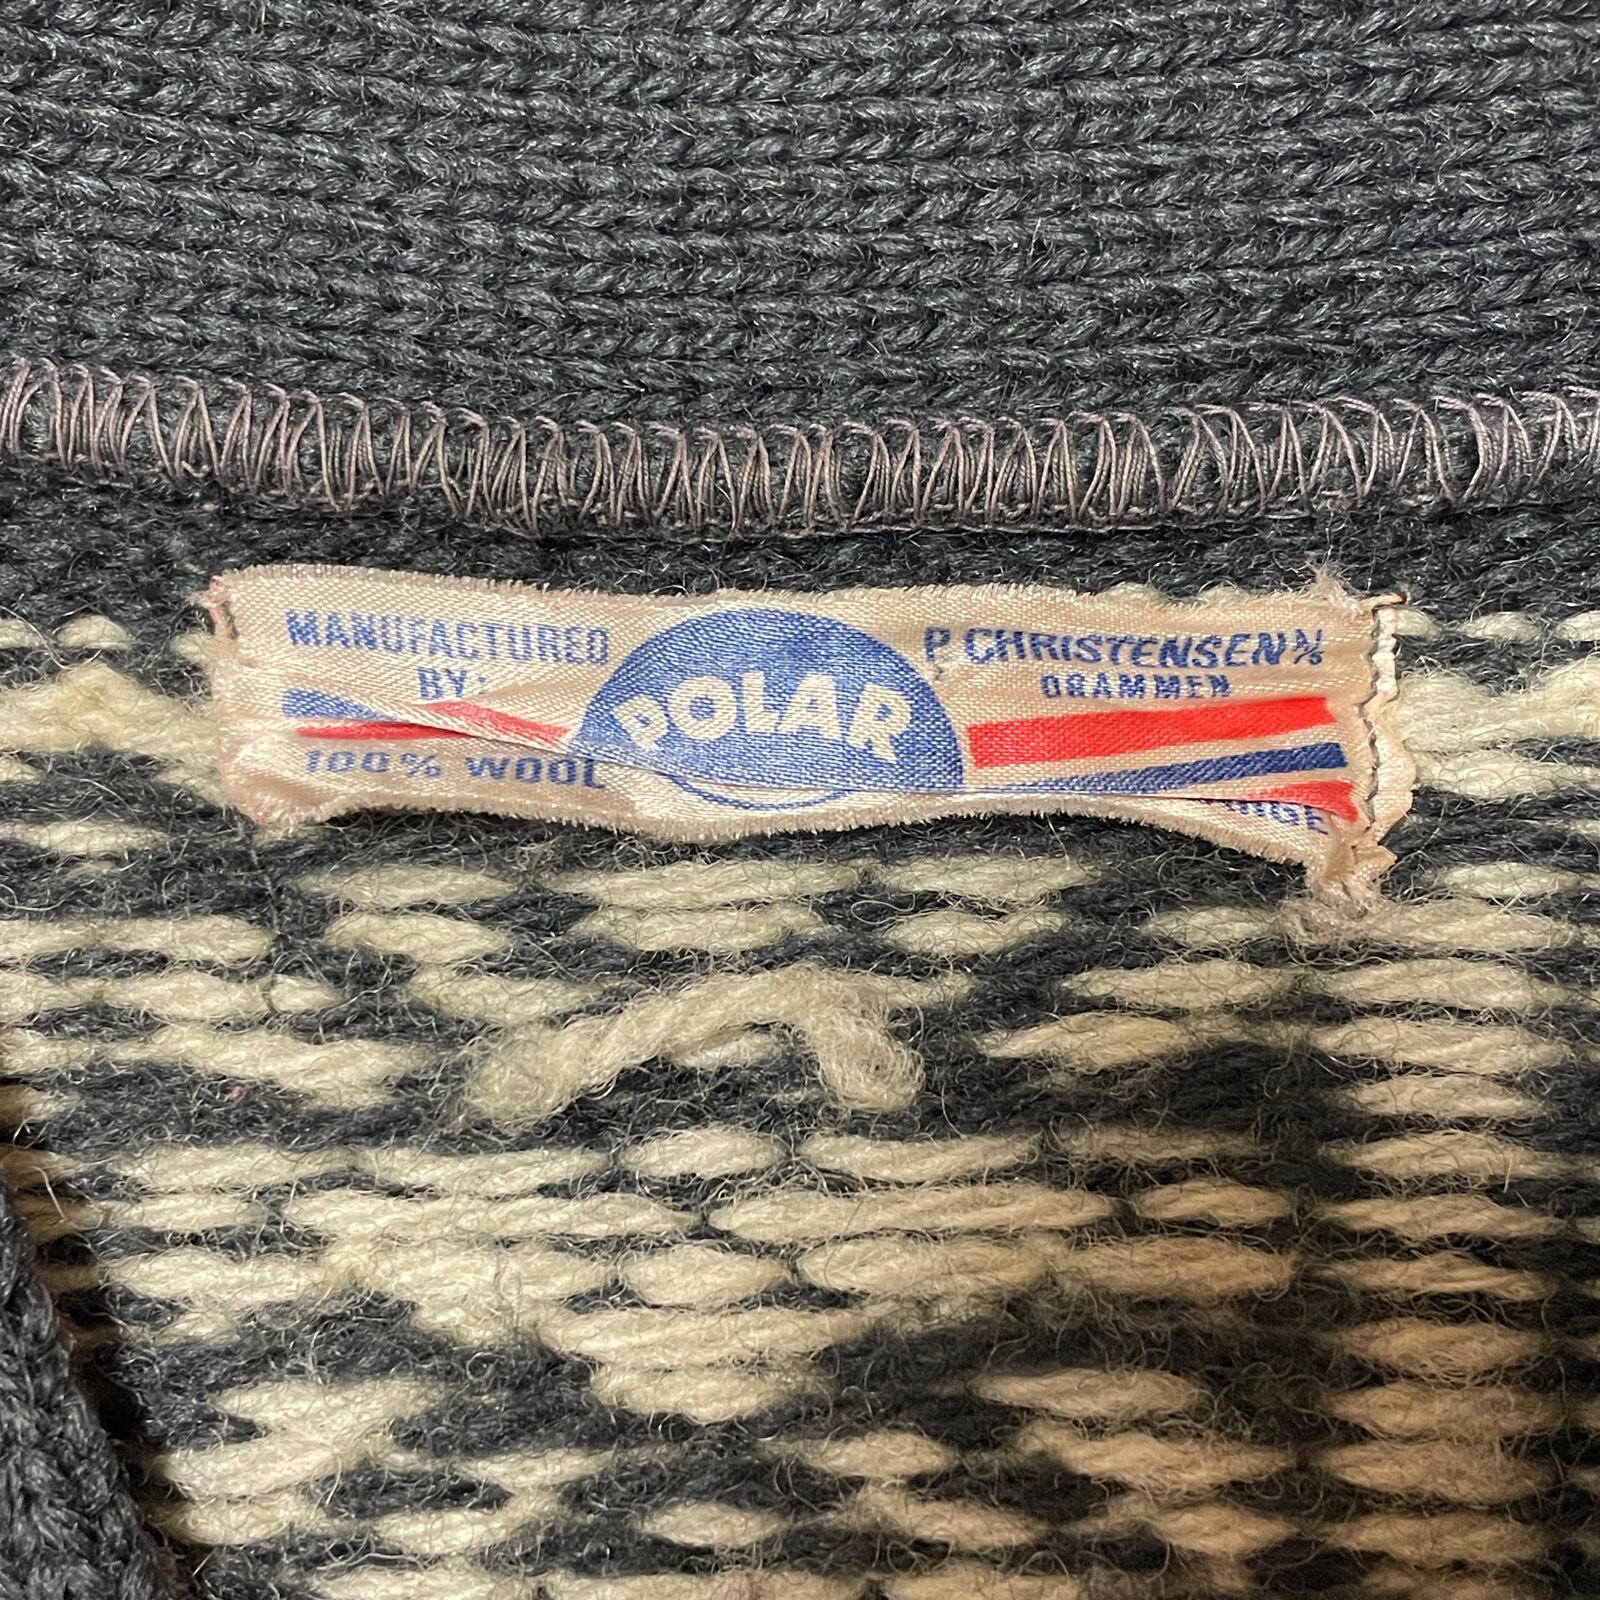 MANUFACTURED
BY:
100% WOOL
POLAR
P CHRISTENSEN A/S
DRAMMEN